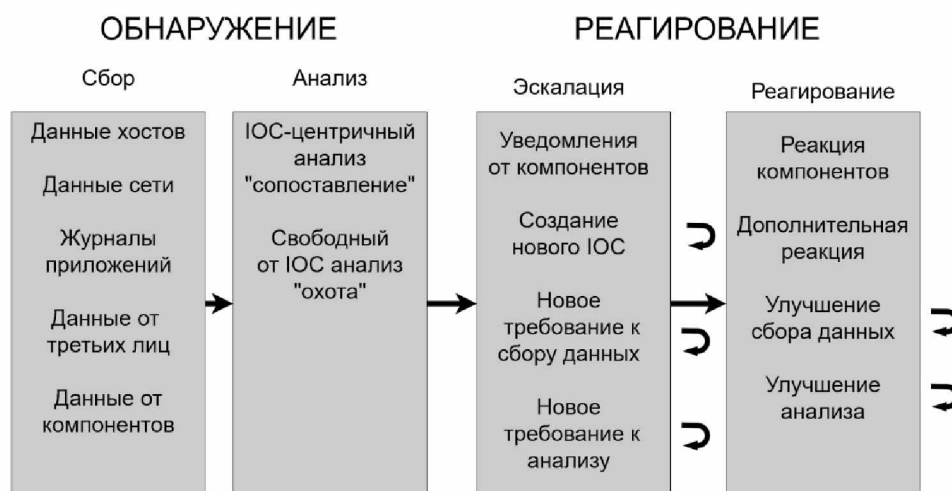 ОБНАРУЖЕНИЕ
РЕАГИРОВАНИЕ
Сбор
Данные хостов
Данные сети
Журналы
приложений
Данные от
третьих лиц
Данные от
компонентов
Анализ
IOC-центричный
анализ
"сопоставление"
Свободный
от IOC анализ
"охота"
Эскалация
Уведомления
от компонентов
Создание
нового IOC
Новое
требование к
сбору данных
Новое
требование к
анализу
Реагирование
Реакция
компонентов
Дополнительная
реакция
Улучшение
сбора данных
Улучшение
анализа